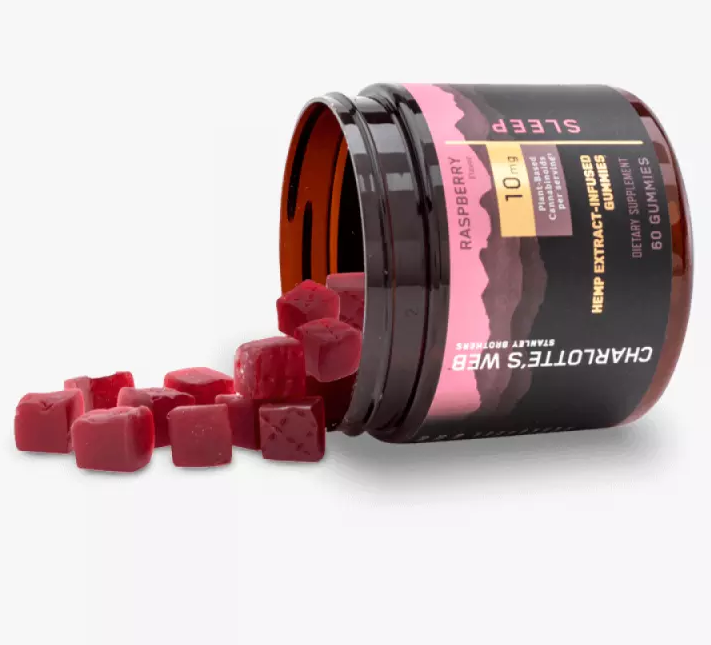 CHARLOTTE'S WEB
STANLEY BROTHERS
SLEEP
10mg
Plant-Based
Cannabinoids
per serving
RASPBERRY
Flavor
HEMP EXTRACT-INFUSED
GUMMIES
DIETARY SUPPLEMENT
60 GUMMIES